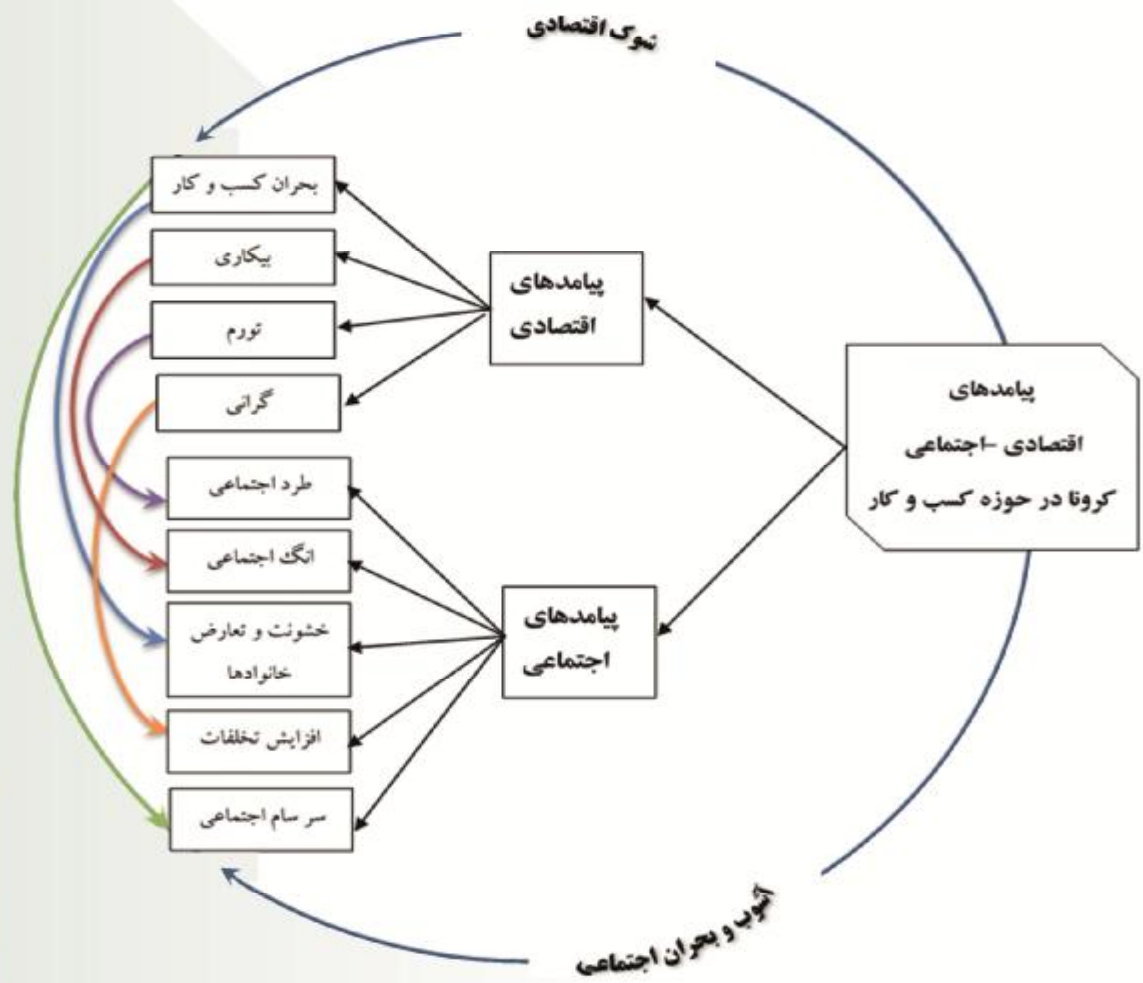 شوک اقتصادی
پیامدهای
اقتصادی –اجتماعی
کرونا در حوزه کسب و کار
پیامدهای
اقتصادی
بحران کسب و کار
بیکاری
تورم
گرانی
پیامدهای
اجتماعی
طرد اجتماعی
انگ اجتماعی
خشونت و تعارض
خانوادها
افزایش تخلفات
سر سام اجتماعی
آشوب و بحران اجتماعی